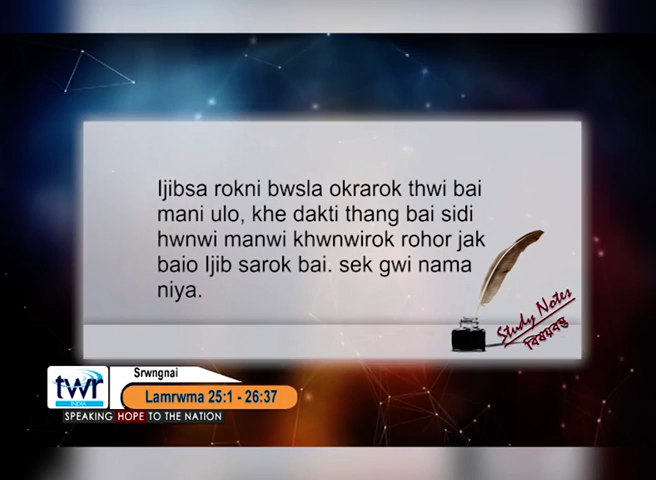 Ijibsa rokni bwsla okrarok thwi bai
mani ulo, khe dakti thang bai sidi
hwnwi manwi khwnwirok rohor jak
baio Ijib sarok bai. sek gwi nama
niya.
Study Notes
বিষয়বস্তু
twr
INDIA
Srwngnai
Lamrwma 25:1 - 26:37
SPEAKING HOPE TO THE NATION